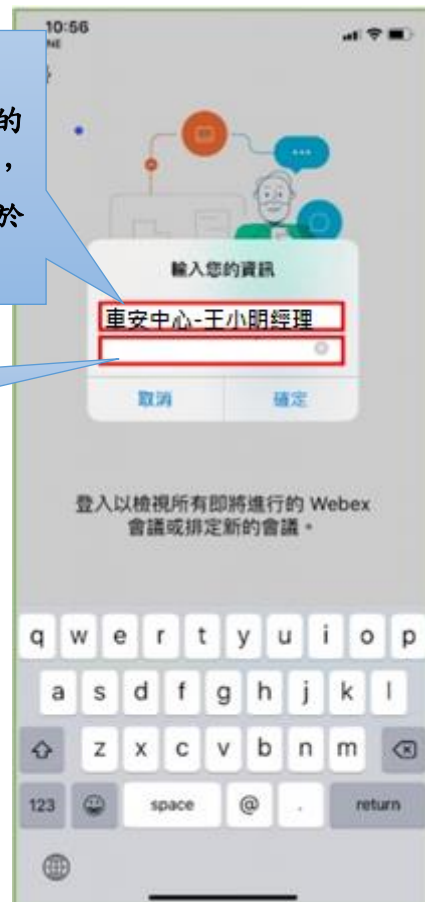 10:56
的
，
於
輸入您的資訊
車安中心-王小明經理
取消 確定
登入以檢視所有即將進行的 Webex
會議或排定新的會議。
q w e r t y u i o p
a s d f g h j k l
z x c v b n m
123 space @ . return